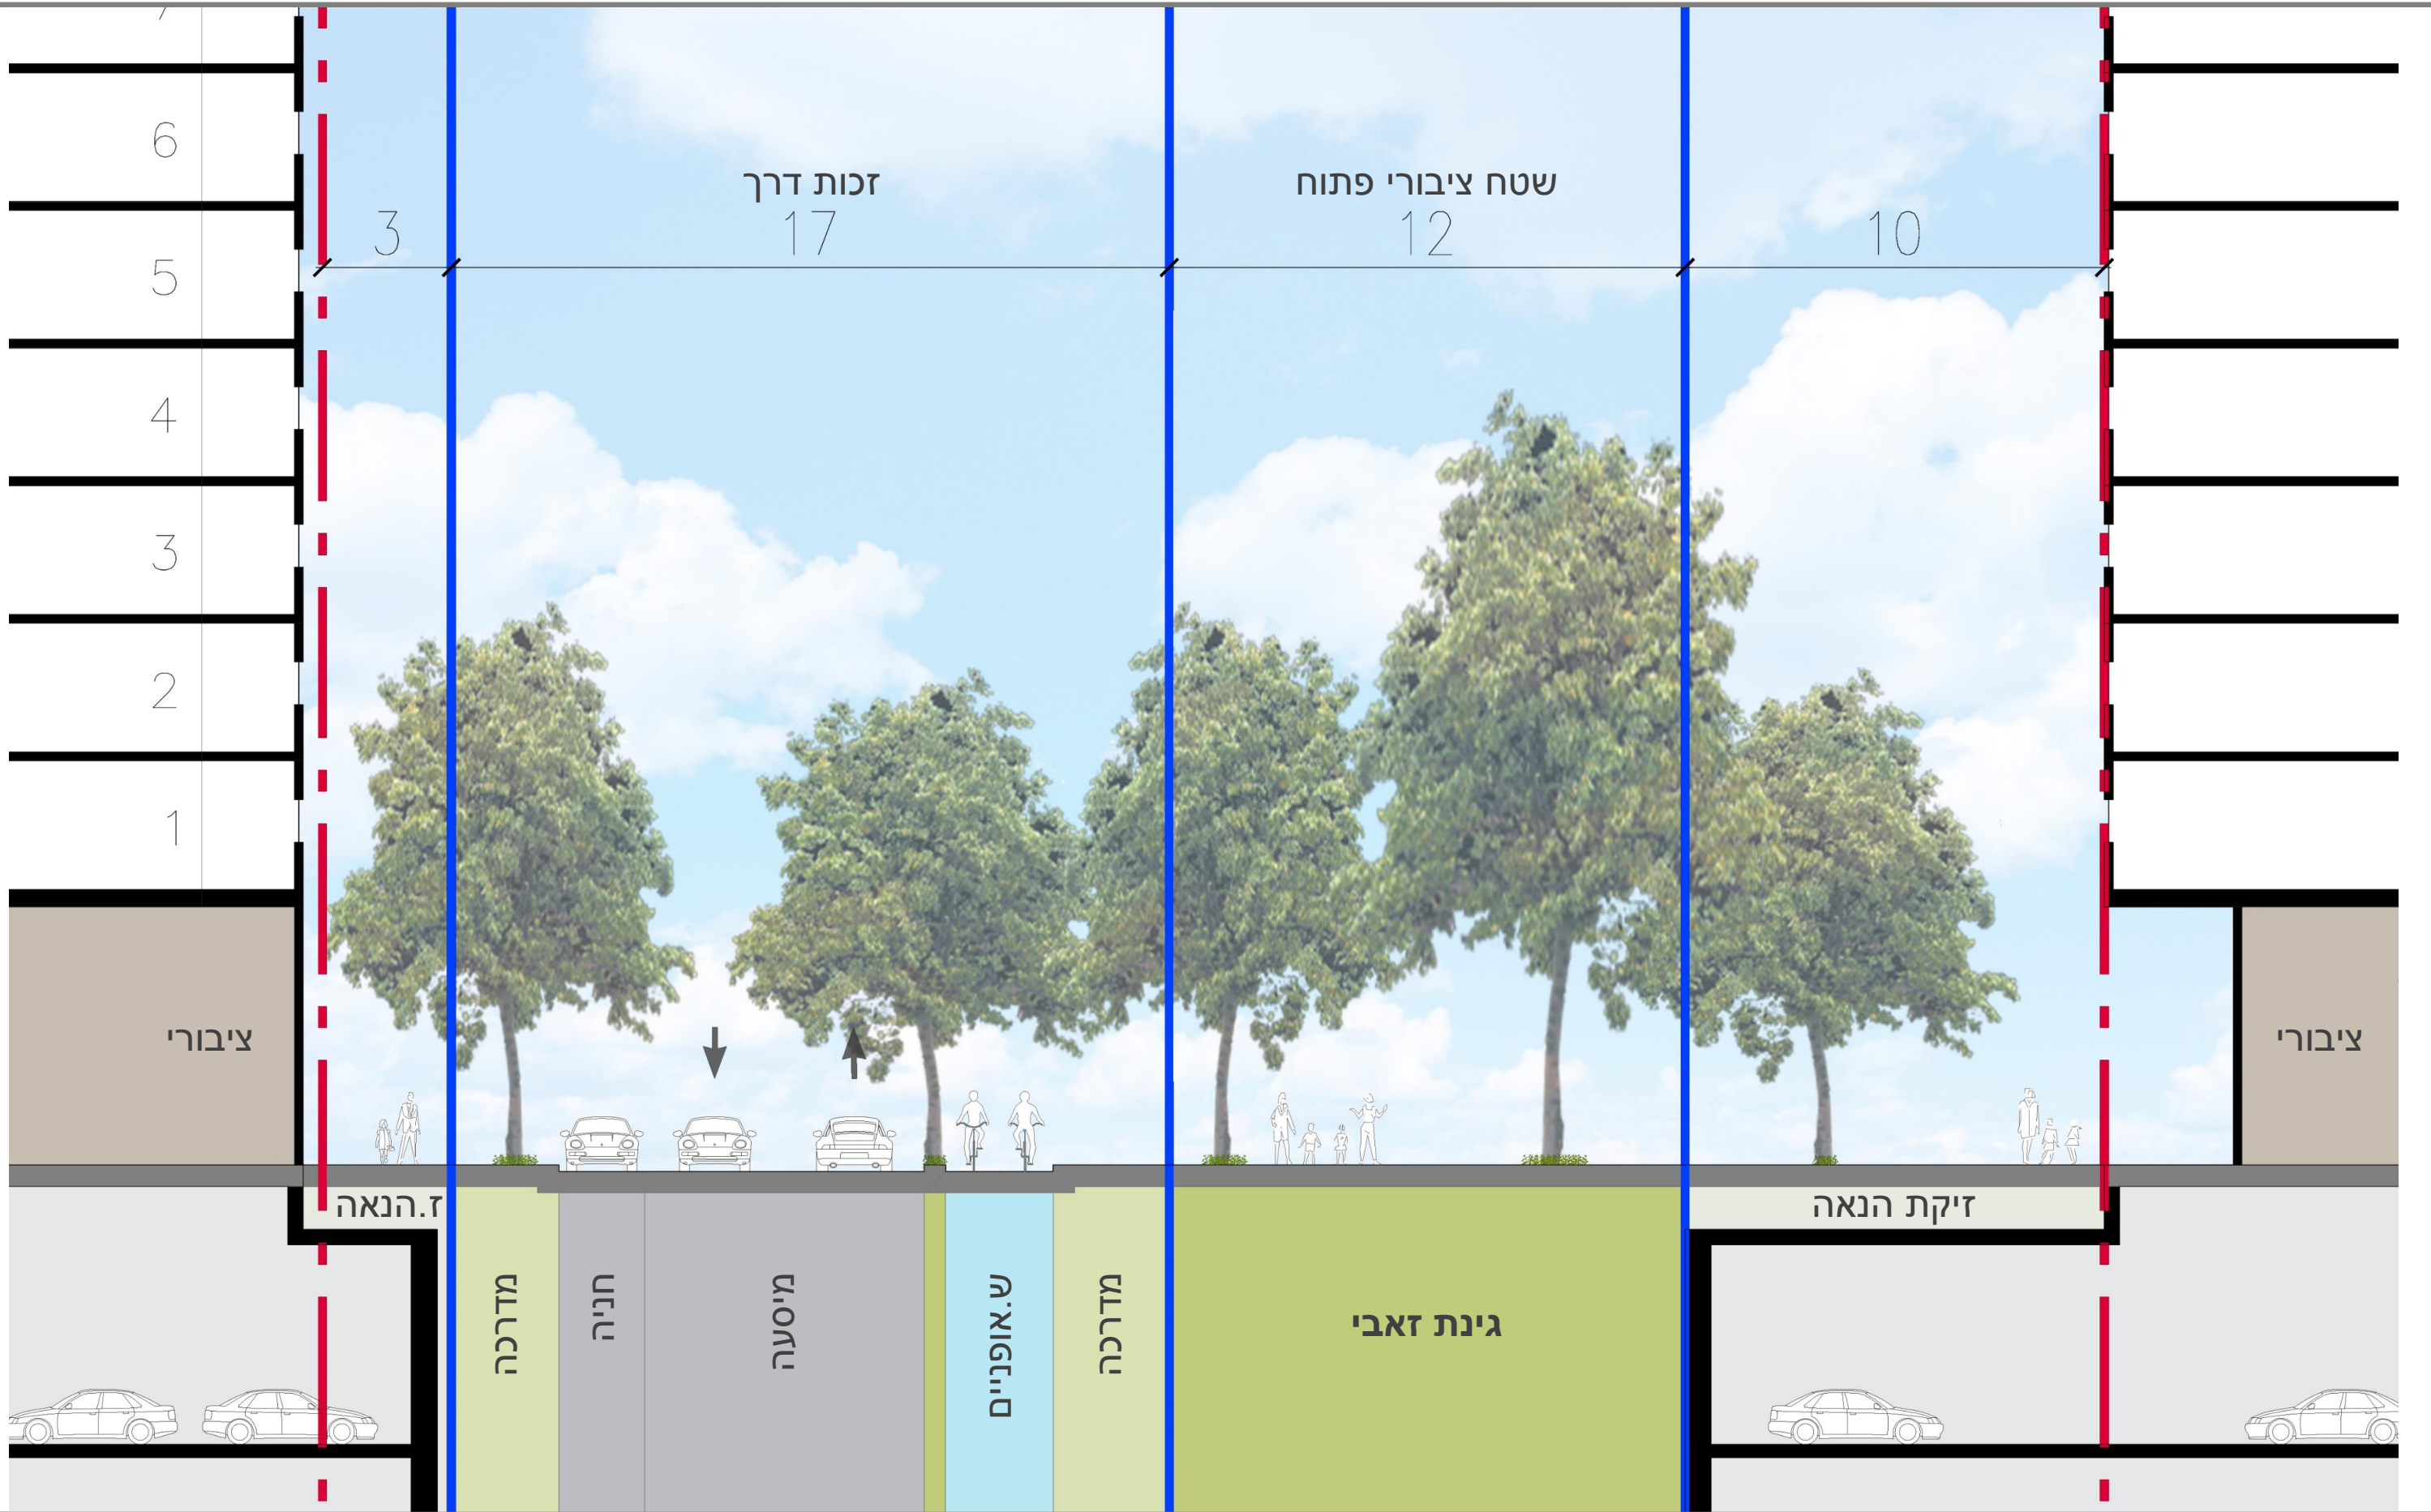 זכות דרך
שטח ציבורי פתוח
3
17
12
10
6
5
4
3
2
1
ציבורי
ציבורי
ז.הנאה
זיקת הנאה
מדרכה
חניה
מיסעה
ש.אופניים
מדרכה
גינת זאבי